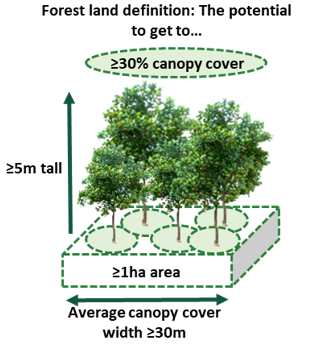 Forest land definition: The potential
to get to...
≥30% canopy cover
≥5m tall
≥1ha area
Average canopy cover
width ≥30m